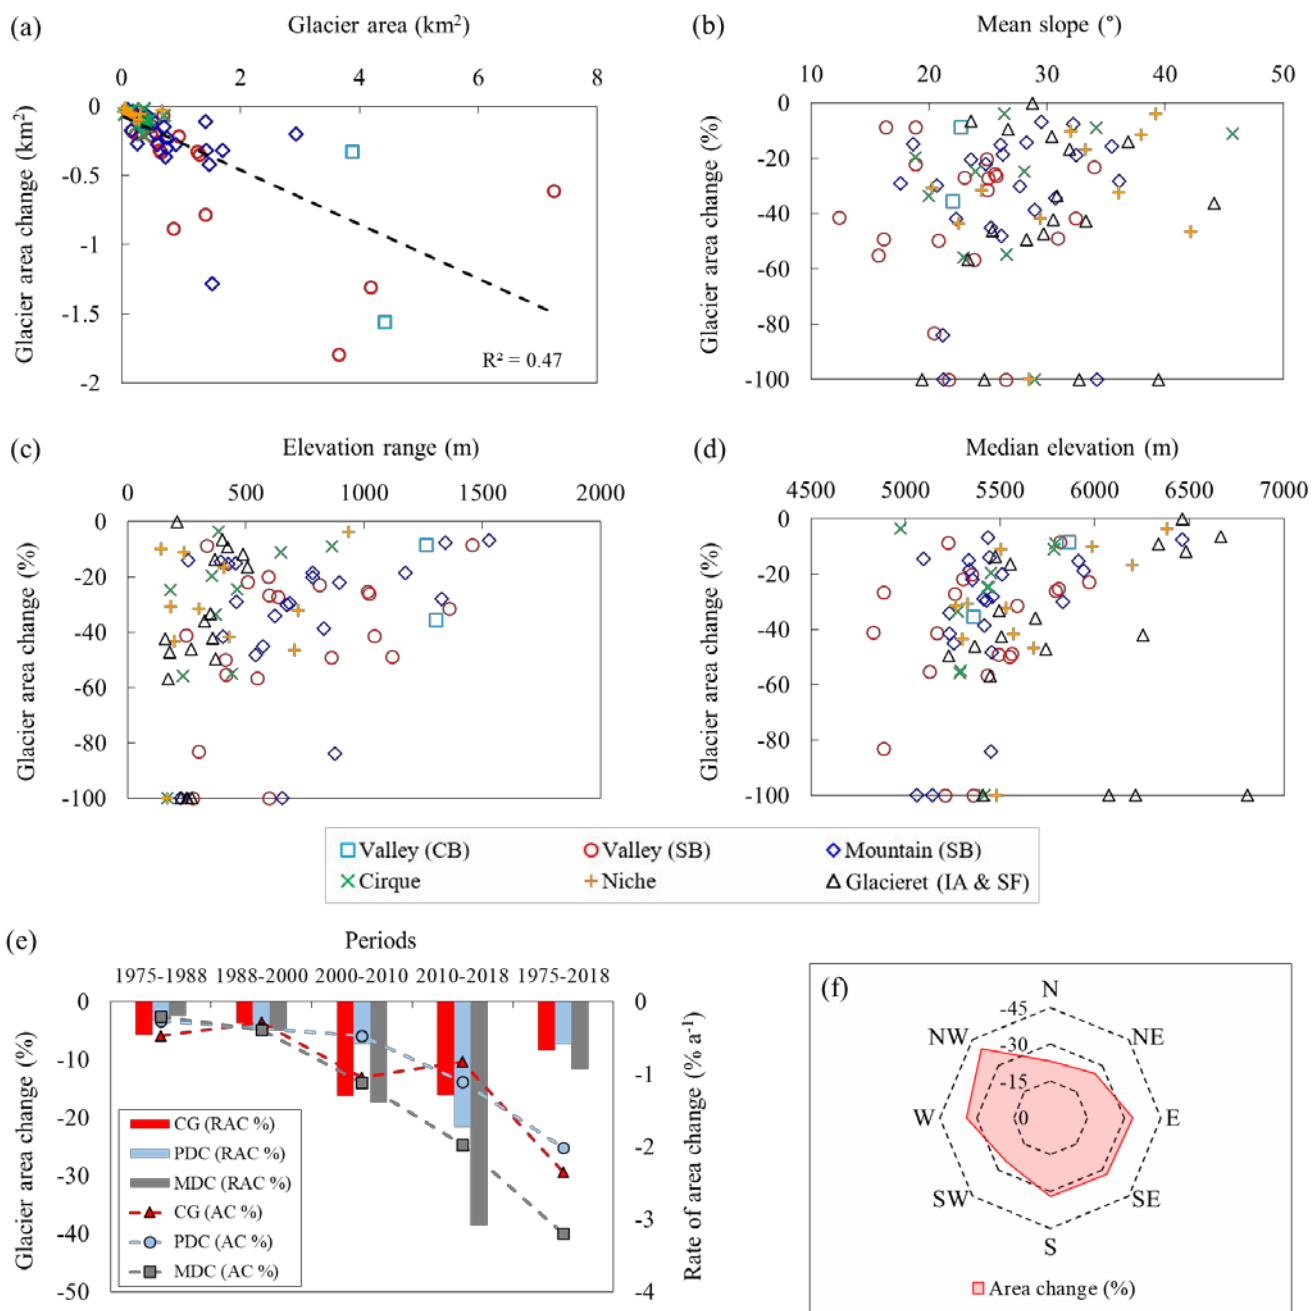 (a)
Glacier area (km²)
0 2 4 6 8
Glacier area change (km²)
0
-0.5
-1
-1.5
-2
R² = 0.47
(b)
Mean slope (°)
10 20 30 40 50
Glacier area change (%)
0
-20
-40
-60
-80
-100
(c)
Elevation range (m)
0 500 1000 1500 2000
Glacier area change (%)
0
-20
-40
-60
-80
-100
(d)
Median elevation (m)
4500 5000 5500 6000 6500 7000
Glacier area change (%)
0
-20
-40
-60
-80
-100
Valley (CB) Valley (SB) Mountain (SB)
Cirque Niche Glacieret (IA & SF)
(e)
Periods
1975-1988 1988-2000 2000-2010 2010-2018 1975-2018
Glacier area change (%)
0
-10
-20
-30
-40
-50
CG (RAC %)
PDC (RAC %)
MDC (RAC %)
CG (AC %)
PDC (AC %)
MDC (AC %)
0
-1
-2
-3
-4
Rate of area change (% a⁻¹)
(f)
N
-45
NW NE
-30
-15
W 0 E
SW SE
S
Area change (%)